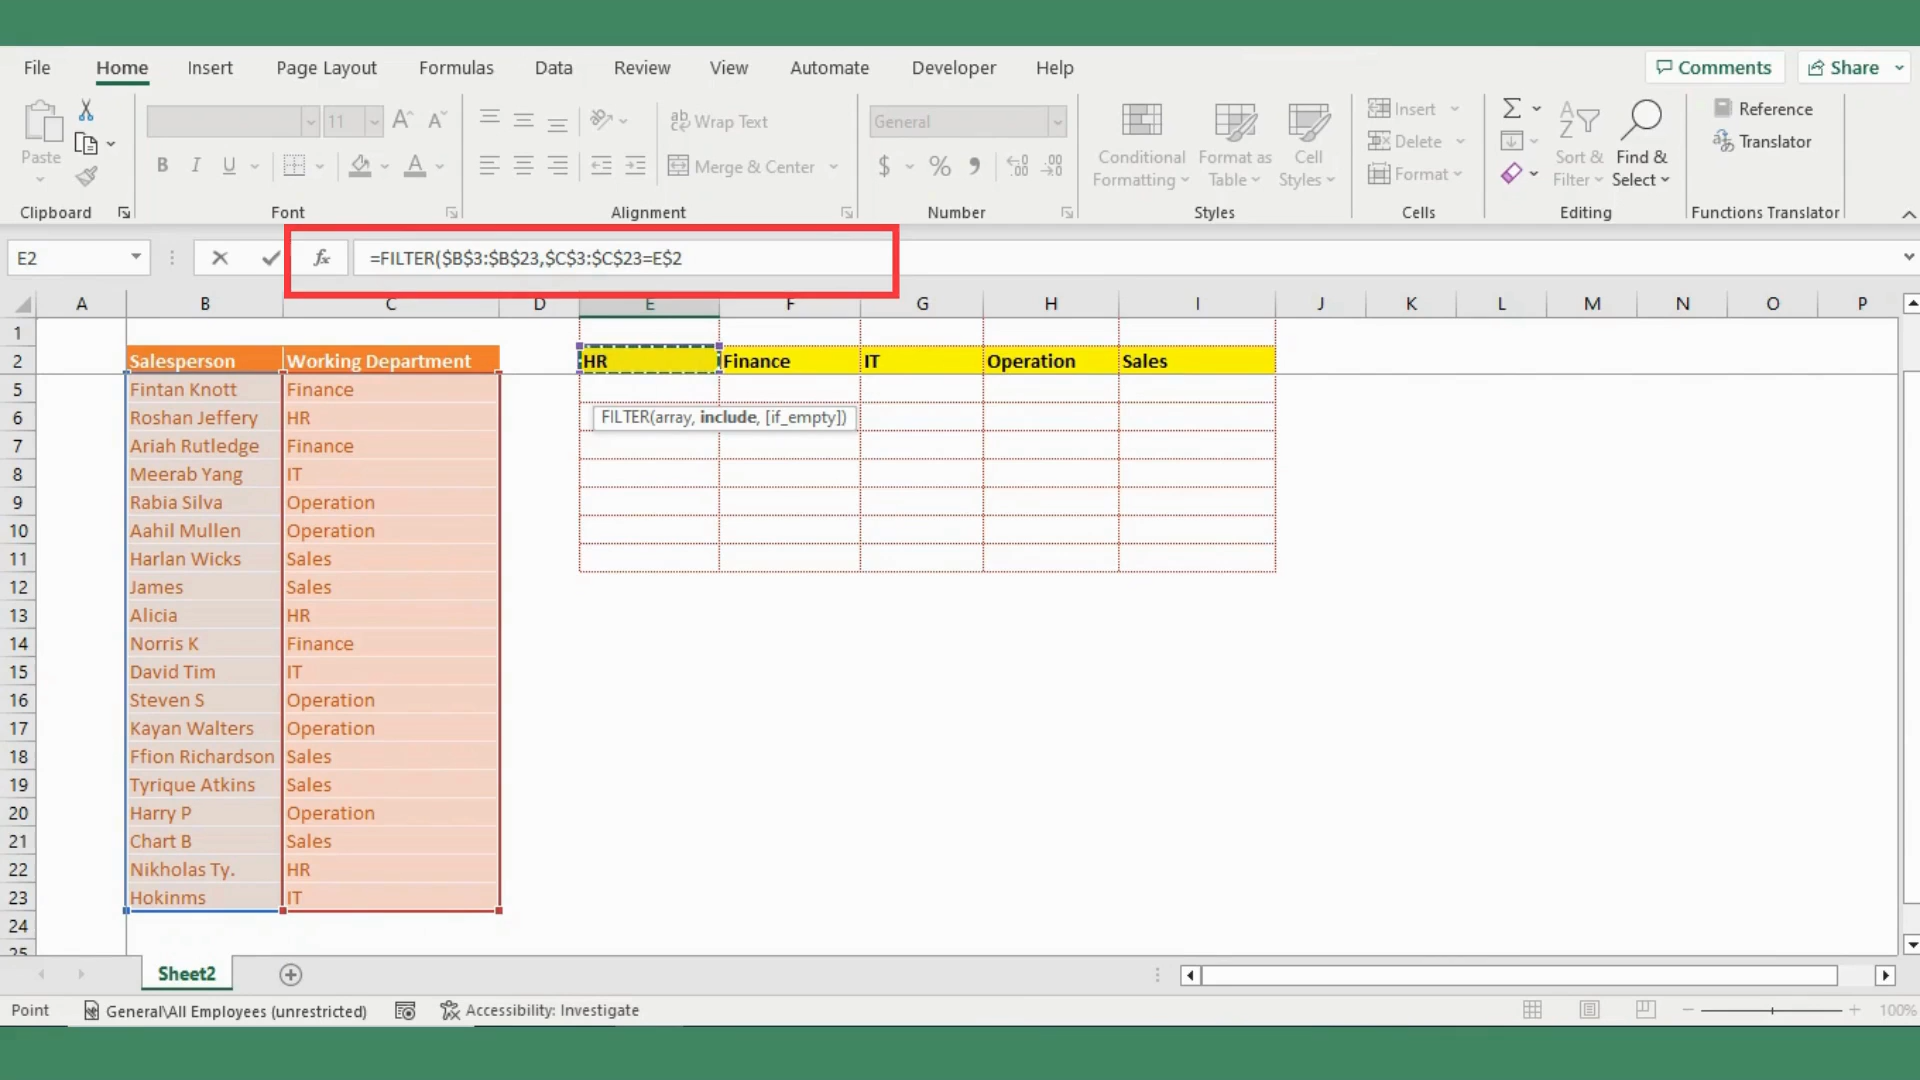 File Home Insert Page Layout Formulas Data Review View Automate Developer Help Comments Share
Paste
Clipboard
11
B I U
A
Font
ab Wrap Text
Merge & Center
Alignment
General
$ % ,
Number
Conditional Formatting
Format as Table
Cell Styles
Styles
Insert
Delete
Format
Cells
Sort & Filter
Find & Select
Editing
Reference
Translator
Functions Translator
E2 fx =FILTER($B$3:$B$23,$C$3:$C$23=E$2
A B C D E F G H I J K L M N O P
1
2 Salesperson Working Department HR Finance IT Operation Sales
5 Fintan Knott Finance
6 Roshan Jeffery HR FILTER(array, include, [if_empty])
7 Ariah Rutledge Finance
8 Meerab Yang IT
9 Rabia Silva Operation
10 Aahil Mullen Operation
11 Harlan Wicks Sales
12 James Sales
13 Alicia HR
14 Norris K Finance
15 David Tim IT
16 Steven S Operation
17 Kayan Walters Operation
18 Ffion Richardson Sales
19 Tyrique Atkins Sales
20 Harry P Operation
21 Chart B Sales
22 Nikholas Ty. HR
23 Hokinms IT
24
25
Sheet2
Point General\All Employees (unrestricted) Accessibility: Investigate 100%